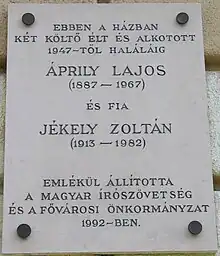 EBBEN A HÁZBAN
KÉT KÖLTŐ ÉLT ÉS ALKOTOTT
1947-TŐL HALÁLÁIG
ÁPRILY LAJOS
(1887 – 1967)
ÉS FIA
JÉKELY ZOLTÁN
(1913 – 1982)
EMLÉKÜL ÁLLÍTOTTA
A MAGYAR ÍRÓSZÖVETSÉG
ÉS A FŐVÁROSI ÖNKORMÁNYZAT
1992-BEN.